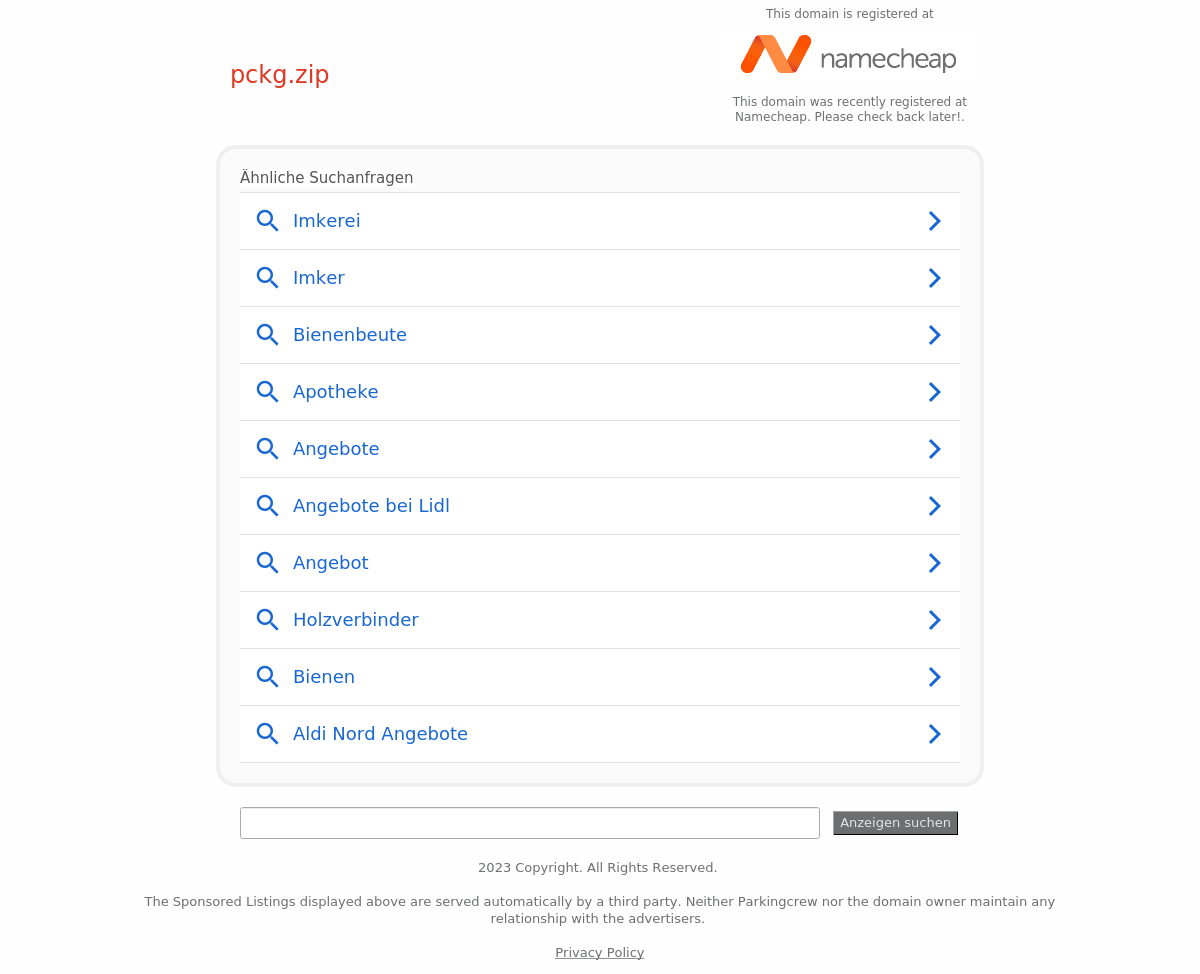 This domain is registered at
namecheap
pckg.zip
This domain was recently registered at
Namecheap. Please check back later!.
Ähnliche Suchanfragen
Imkerei
Imker
Bienenbeute
Apotheke
Angebote
Angebote bei Lidl
Angebot
Holzverbinder
Bienen
Aldi Nord Angebote
Anzeigen suchen
2023 Copyright. All Rights Reserved.
The Sponsored Listings displayed above are served automatically by a third party. Neither Parkingcrew nor the domain owner maintain any
relationship with the advertisers.
Privacy Policy